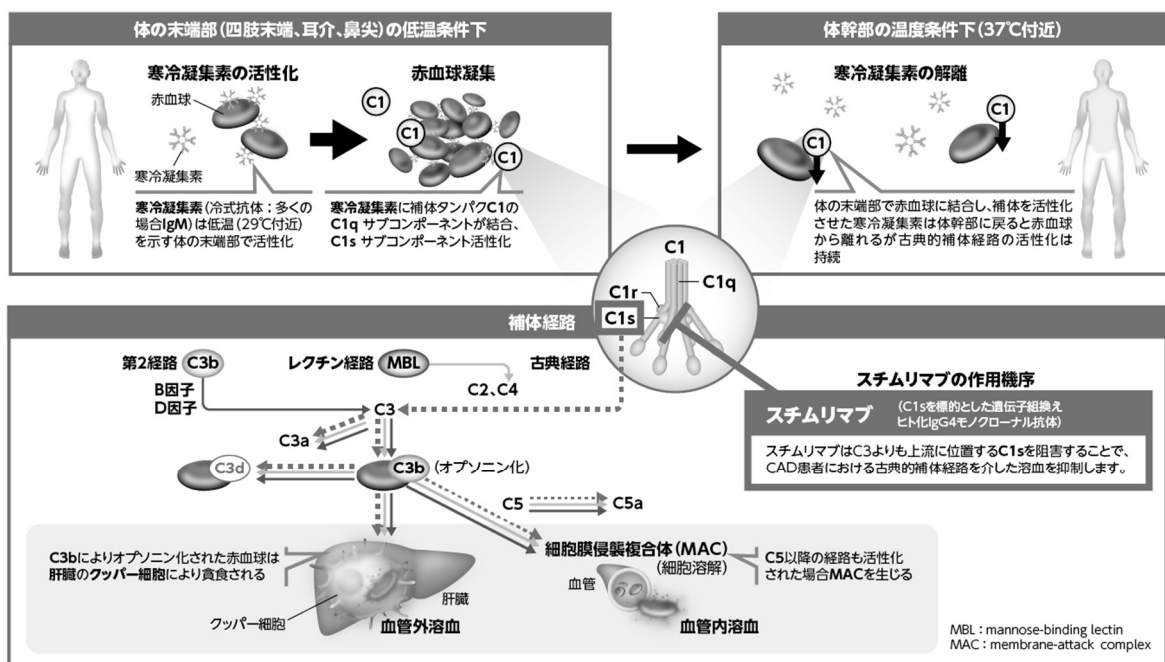 体の末端部(四肢末端、耳介、鼻尖)の低温条件下
寒冷凝集素の活性化
赤血球
寒冷凝集素
寒冷凝集素(冷式抗体;多くの
場合IgM)は低温(29℃付近)
を示す体の末端部で活性化
赤血球凝集
C1
C1
C1
寒冷凝集素に補体タンパクC1の
C1q サブコンポーネントが結合、
C1s サブコンポーネント活性化
体幹部の温度条件下(37℃付近)
寒冷凝集素の解離
C1
C1
体の末端部で赤血球に結合し、補体を活性化
させた寒冷凝集素は体幹部に戻ると赤血球
から離れるが古典的補体経路の活性化は
持続
C1
C1q
C1r
C1s
補体経路
第2経路 C3b
B因子
D因子
レクチン経路 MBL
古典経路
C2、C4
C3
C3a
C3d
C3b (オプソニン化)
C5
C5a
スチムリマブの作用機序
スチムリマブ
(C1sを標的とした遺伝子組換え
ヒト化IgG4モノクローナル抗体)
スチムリマブはC3よりも上流に位置するC1sを阻害することで、
CAD患者における古典的補体経路を介した溶血を抑制します。
C3bによりオプソニン化された赤血球は
肝臓のクッパー細胞により貪食される
クッパー細胞
肝臓
血管外溶血
細胞膜侵襲複合体(MAC)
(細胞溶解)
血管
血管内溶血
C5以降の経路も活性化
された場合MACを生じる
MBL:mannose-binding lectin
MAC:membrane-attack complex